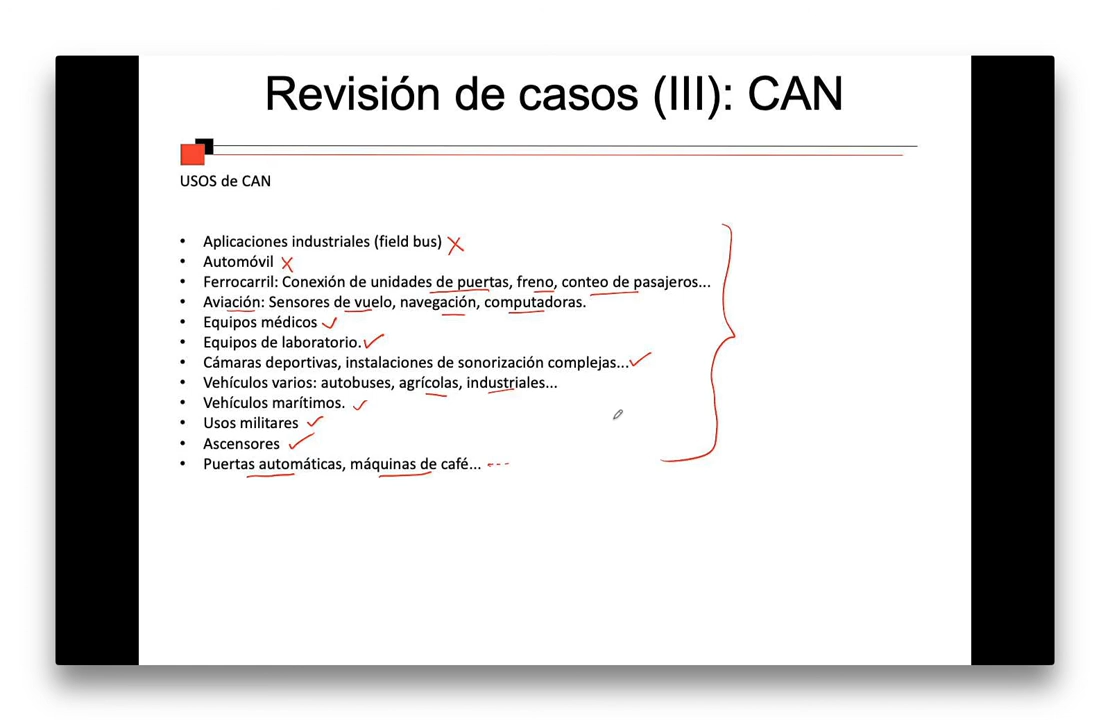 Revisión de casos (III): CAN
USOS de CAN
• Aplicaciones industriales (field bus)
• Automóvil
• Ferrocarril: Conexión de unidades de puertas, freno, conteo de pasajeros...
• Aviación: Sensores de vuelo, navegación, computadoras.
• Equipos médicos
• Equipos de laboratorio.
• Cámaras deportivas, instalaciones de sonorización complejas...
• Vehículos varios: autobuses, agrícolas, industriales...
• Vehículos marítimos.
• Usos militares
• Ascensores
• Puertas automáticas, máquinas de café...